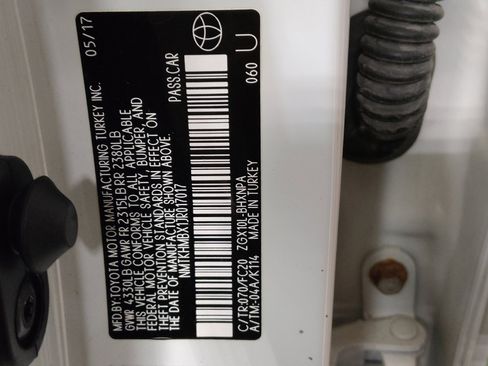 MFD.BY:TOYOTA MOTOR MANUFACTURING TURKEY INC. 05/17
GVWR 4330LB GAWR FR 2315LB RR 2380LB
THIS VEHICLE CONFORMS TO ALL APPLICABLE
FEDERAL MOTOR VEHICLE SAFETY, BUMPER, AND
THEFT PREVENTION STANDARDS IN EFFECT ON
THE DATE OF MANUFACTURE SHOWN ABOVE.
NMTKHMBX1JR017017 PASS.CAR
C/TR:070/FC20 ZGX10L-BHXNPA 060 U
A/TM:-04A/K114 MADE IN TURKEY